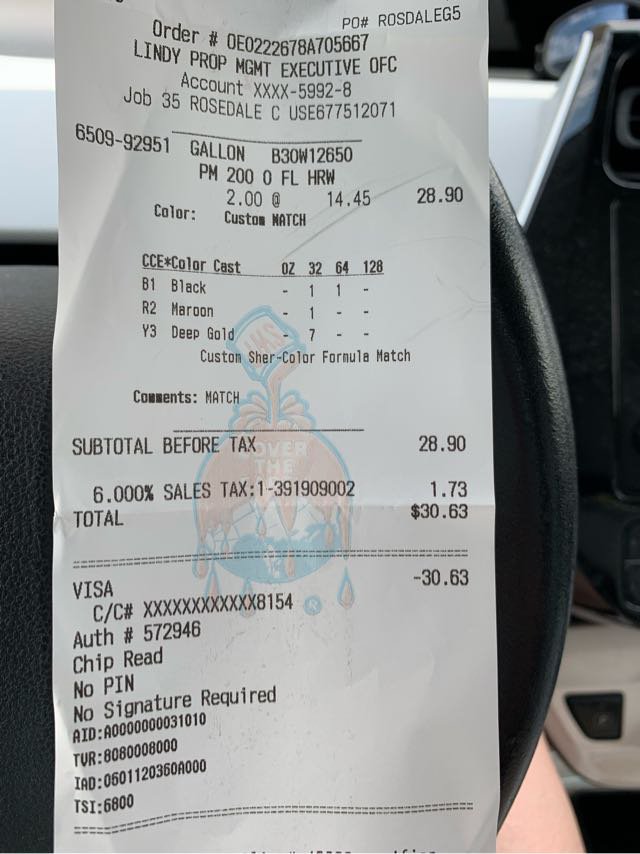 PO# ROSDALEG5
Order # OE0222678A705667
LINDY PROP MGMT EXECUTIVE OFC
Account XXXX-5992-8
Job 35 ROSEDALE C USE677512071
6509-92951 GALLON B30W12650
PM 200 0 FL HRW
2.00 @ 14.45 28.90
Color: Custom MATCH
CCE*Color Cast OZ 32 64 128
B1 Black - 1 1 -
R2 Maroon - 1 - -
Y3 Deep Gold - 7 - -
Custom Sher-Color Formula Match
Comments: MATCH
SUBTOTAL BEFORE TAX 28.90
6.000% SALES TAX:1-391909002 1.73
TOTAL $30.63
VISA -30.63
C/C# XXXXXXXXXXXX8154
Auth # 572946
Chip Read
No PIN
No Signature Required
AID:A0000000031010
TVR:8080008000
IAD:0601120360A000
TSI:6800
SW
COVER
THE
®